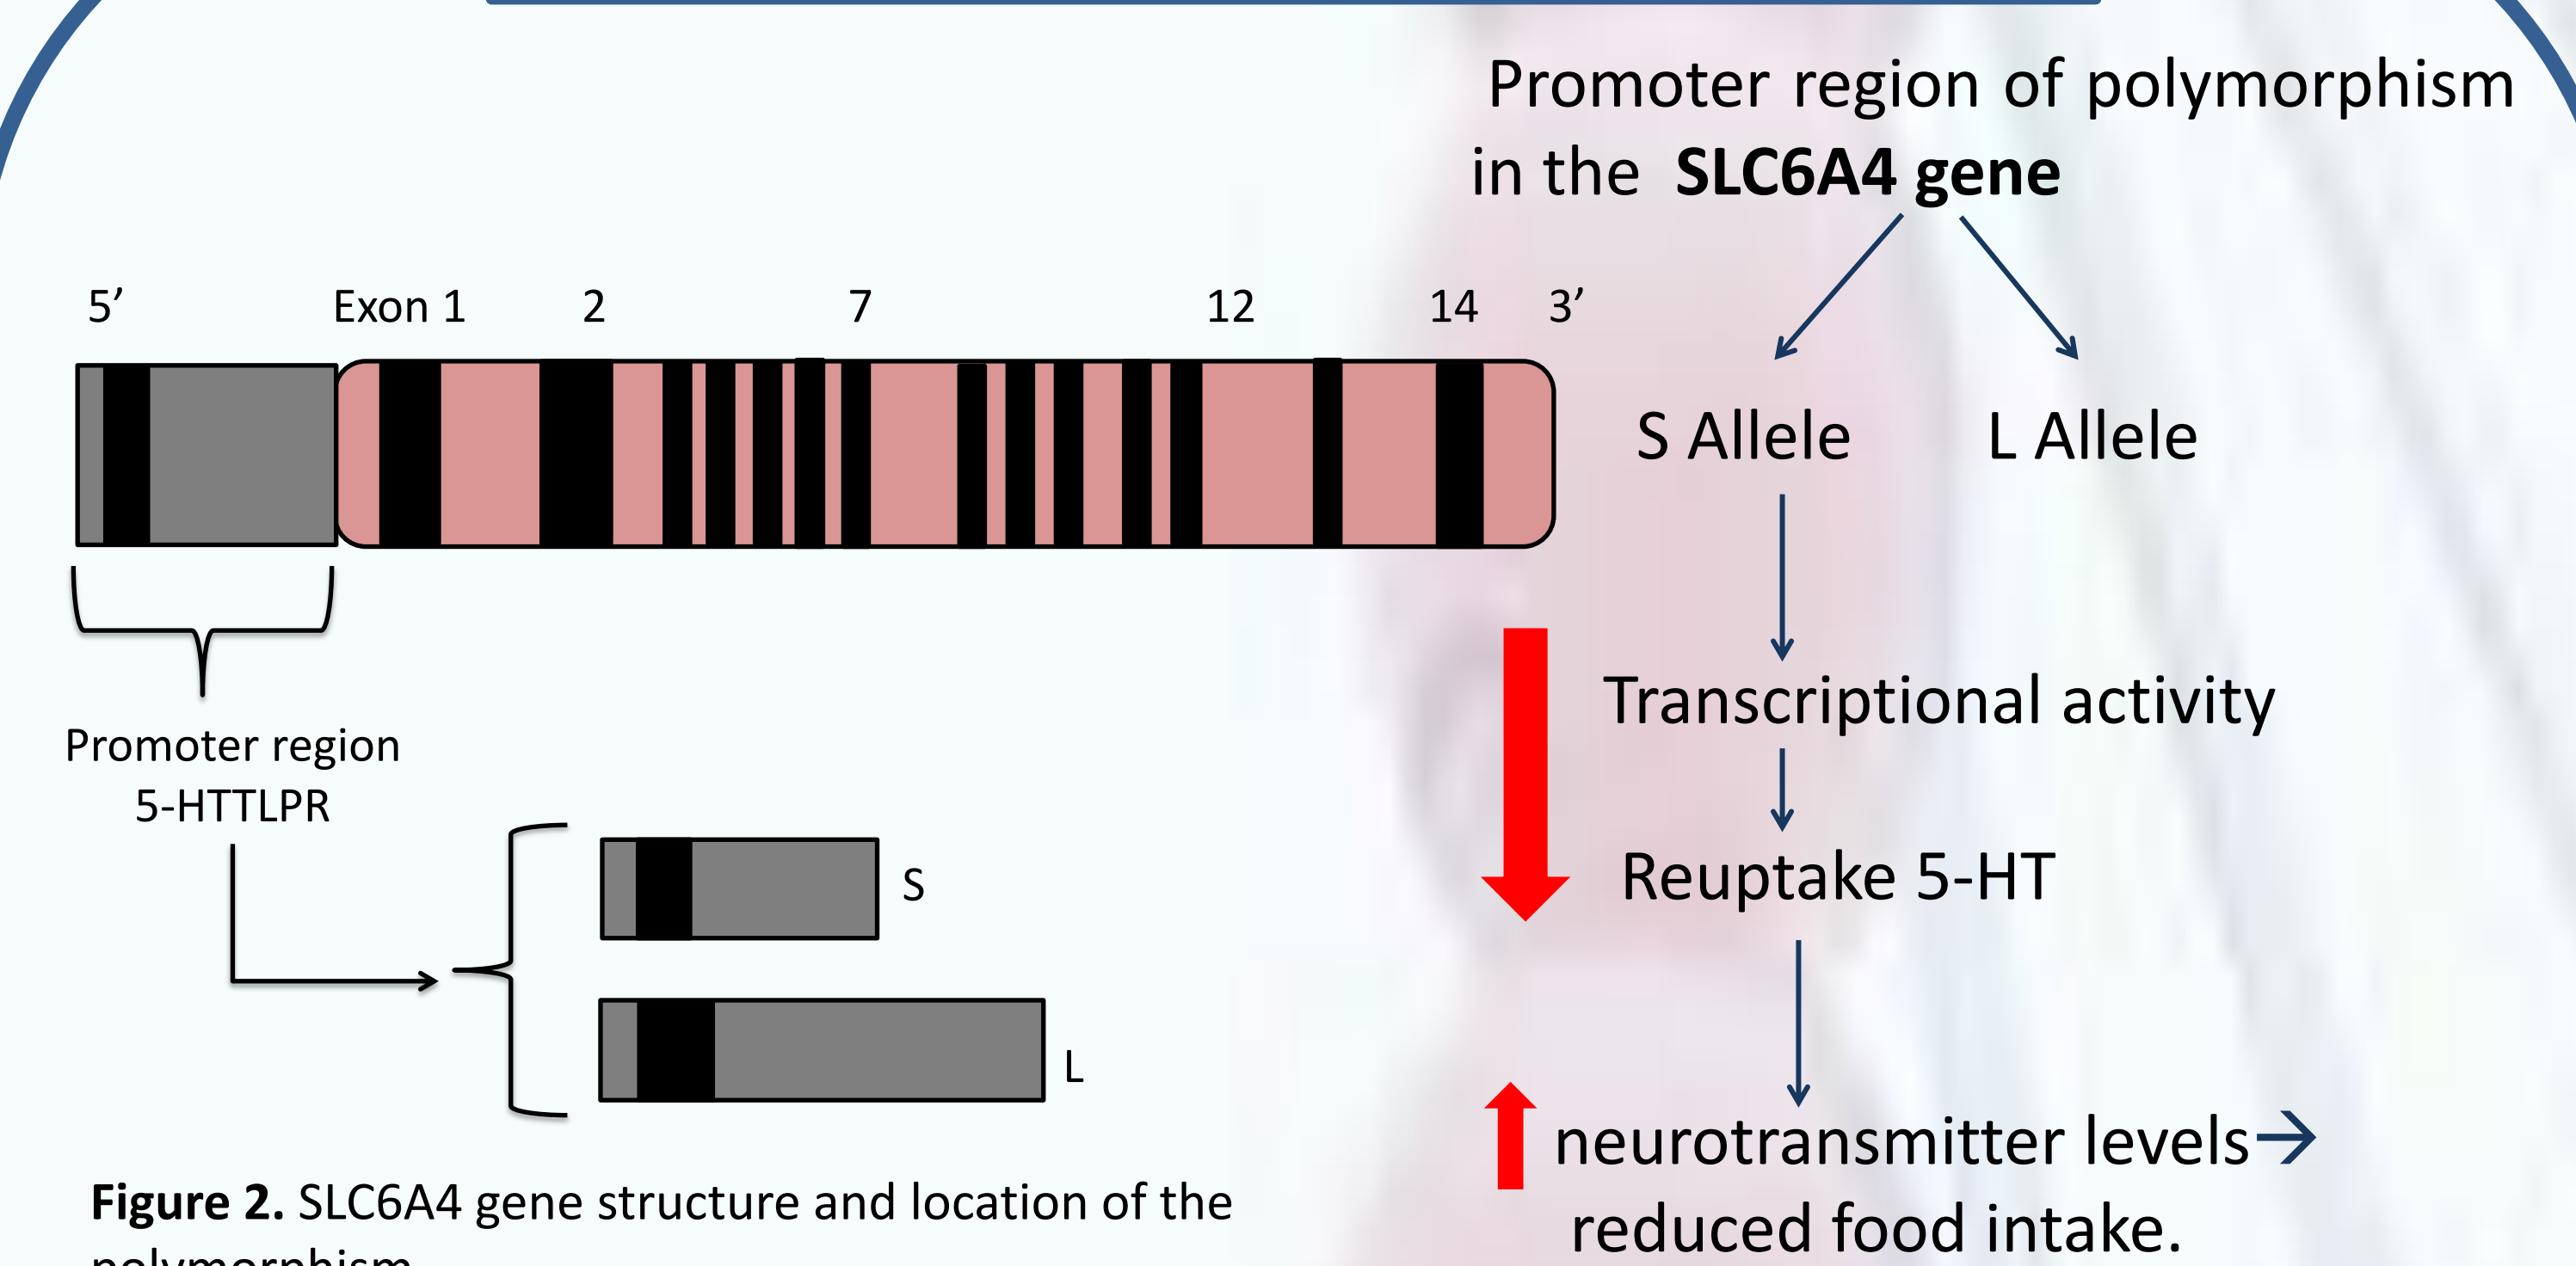 Promoter region of polymorphism
in the SLC6A4 gene
5’ Exon 1 2 7 12 14 3’
S Allele L Allele
Transcriptional activity
Reuptake 5-HT
neurotransmitter levels→
reduced food intake.
Promoter region
5-HTTLPR
S
L
Figure 2. SLC6A4 gene structure and location of the
polymorphism